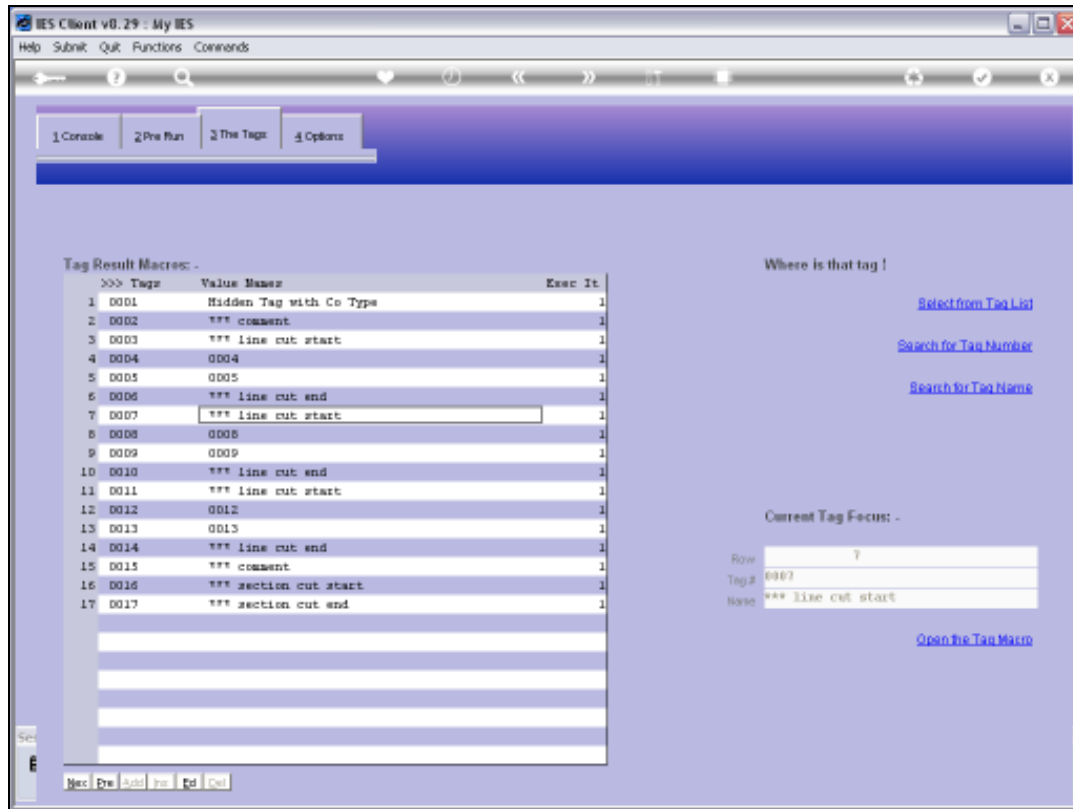 IES Client v8.29 : My IES
Help Submit Quit Functions Commands
1 Console 2 Pre Run 3 The Tags 4 Options
Tag Result Macros: -
Where is that tag !
>>> Tags Value Names Exec It
1 0001 Hidden Tag with Co Type 1
2 0002 *** comment 1
3 0003 *** line cut start 1
4 0004 0004 1
5 0005 0005 1
6 0006 *** line cut end 1
7 0007 *** line cut start 1
8 0008 0008 1
9 0009 0009 1
10 0010 *** line cut end 1
11 0011 *** line cut start 1
12 0012 0012 1
13 0013 0013 1
14 0014 *** line cut end 1
15 0015 *** comment 1
16 0016 *** section cut start 1
17 0017 *** section cut end 1
Select from Tag List
Search for Tag Number
Search for Tag Name
Current Tag Focus: -
Row 7
Tag # 0007
Name *** line cut start
Open the Tag Macro
Nex Pre Add Ins Ed Del